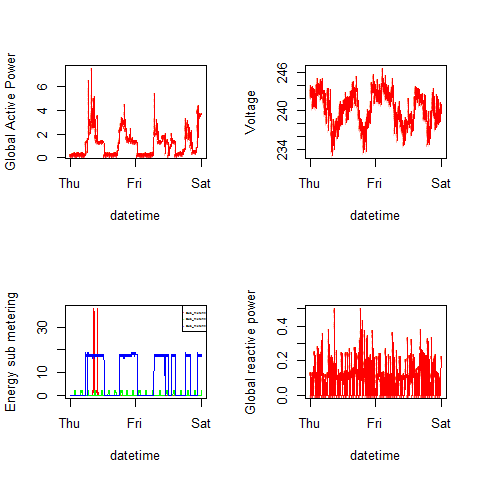 Global Active Power
6
4
2
0
Thu
Fri
Sat
datetime
Voltage
246
240
234
Thu
Fri
Sat
datetime
Energy sub metering
30
10
0
Thu
Fri
Sat
datetime
Global reactive power
0.4
0.2
0.0
Thu
Fri
Sat
datetime